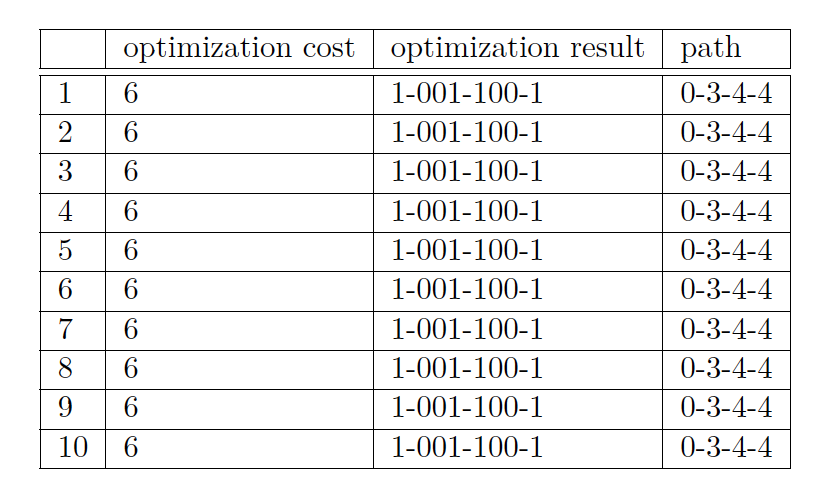 optimization cost optimization result path
1 6 1-001-100-1 0-3-4-4
2 6 1-001-100-1 0-3-4-4
3 6 1-001-100-1 0-3-4-4
4 6 1-001-100-1 0-3-4-4
5 6 1-001-100-1 0-3-4-4
6 6 1-001-100-1 0-3-4-4
7 6 1-001-100-1 0-3-4-4
8 6 1-001-100-1 0-3-4-4
9 6 1-001-100-1 0-3-4-4
10 6 1-001-100-1 0-3-4-4